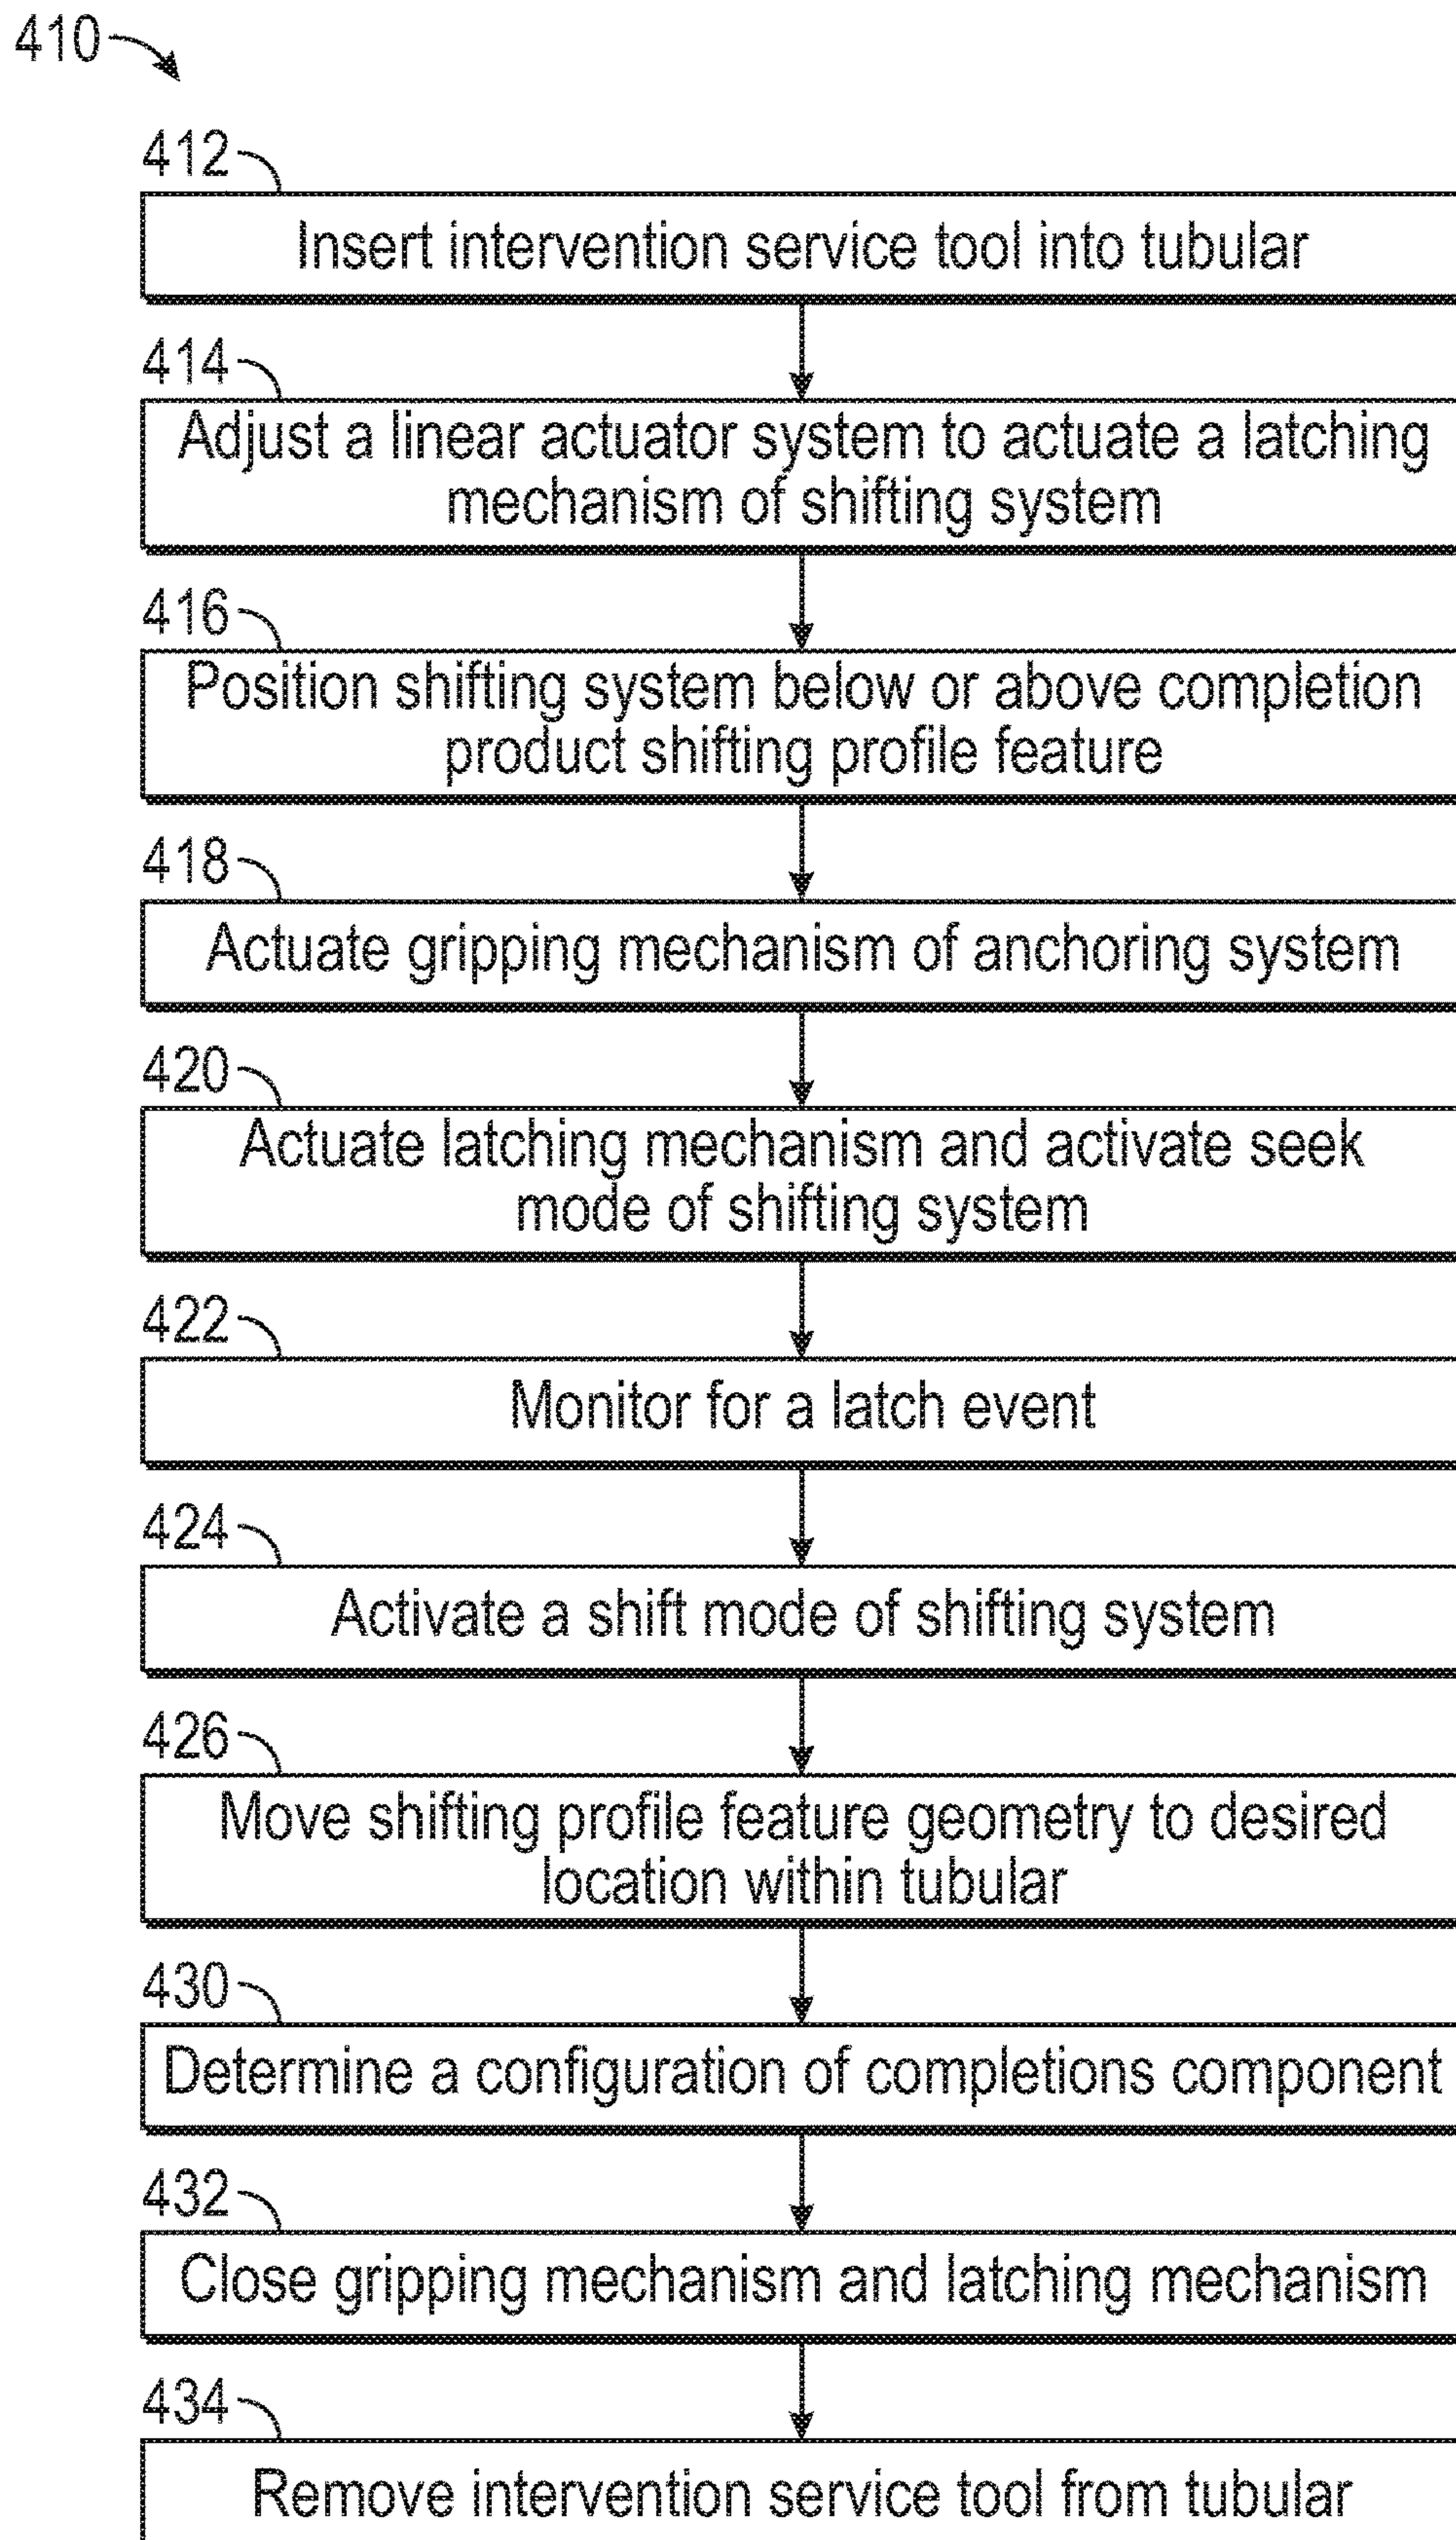 410
412
Insert intervention service tool into tubular
414
Adjust a linear actuator system to actuate a latching
mechanism of shifting system
416
Position shifting system below or above completion
product shifting profile feature
418
Actuate gripping mechanism of anchoring system
420
Actuate latching mechanism and activate seek
mode of shifting system
422
Monitor for a latch event
424
Activate a shift mode of shifting system
426
Move shifting profile feature geometry to desired
location within tubular
430
Determine a configuration of completions component
432
Close gripping mechanism and latching mechanism
434
Remove intervention service tool from tubular